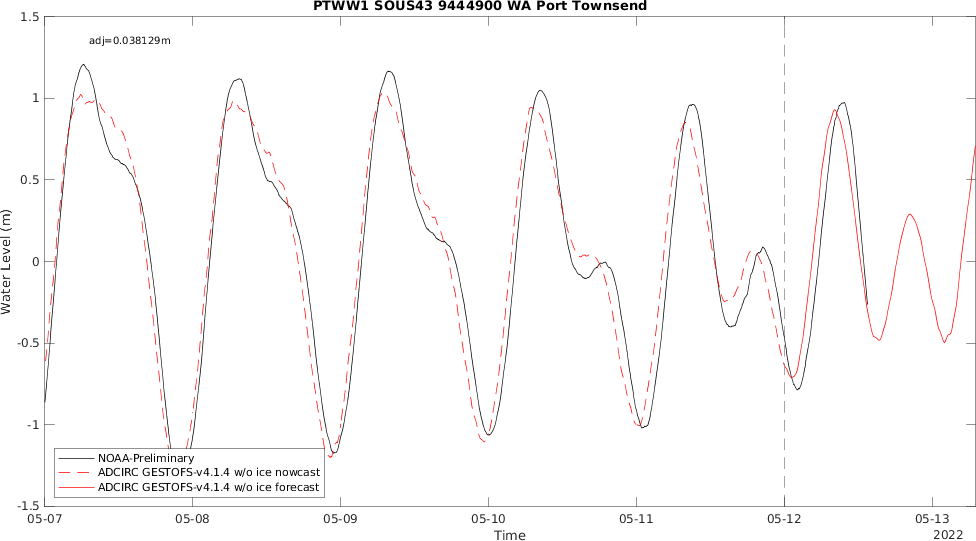 PTWW1 SOUS43 9444900 WA Port Townsend
adj=0.038129m
1.5
1
0.5
0
-0.5
-1
-1.5
Water Level (m)
NOAA-Preliminary
ADCIRC GESTOFS-v4.1.4 w/o ice nowcast
ADCIRC GESTOFS-v4.1.4 w/o ice forecast
05-07 05-08 05-09 05-10 05-11 05-12 05-13
Time
2022